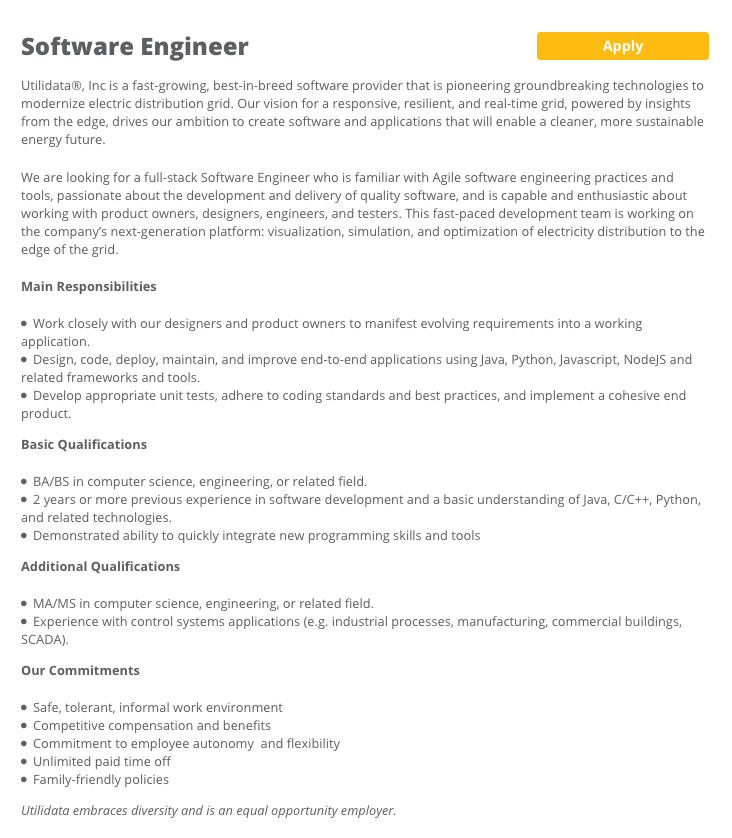 Software Engineer
Apply
Utilidata®, Inc is a fast-growing, best-in-breed software provider that is pioneering groundbreaking technologies to
modernize electric distribution grid. Our vision for a responsive, resilient, and real-time grid, powered by insights
from the edge, drives our ambition to create software and applications that will enable a cleaner, more sustainable
energy future.
We are looking for a full-stack Software Engineer who is familiar with Agile software engineering practices and
tools, passionate about the development and delivery of quality software, and is capable and enthusiastic about
working with product owners, designers, engineers, and testers. This fast-paced development team is working on
the company’s next-generation platform: visualization, simulation, and optimization of electricity distribution to the
edge of the grid.
Main Responsibilities
● Work closely with our designers and product owners to manifest evolving requirements into a working
application.
● Design, code, deploy, maintain, and improve end-to-end applications using Java, Python, Javascript, NodeJS and
related frameworks and tools.
● Develop appropriate unit tests, adhere to coding standards and best practices, and implement a cohesive end
product.
Basic Qualifications
● BA/BS in computer science, engineering, or related field.
● 2 years or more previous experience in software development and a basic understanding of Java, C/C++, Python,
and related technologies.
● Demonstrated ability to quickly integrate new programming skills and tools
Additional Qualifications
● MA/MS in computer science, engineering, or related field.
● Experience with control systems applications (e.g. industrial processes, manufacturing, commercial buildings,
SCADA).
Our Commitments
● Safe, tolerant, informal work environment
● Competitive compensation and benefits
● Commitment to employee autonomy  and flexibility
● Unlimited paid time off
● Family-friendly policies
Utilidata embraces diversity and is an equal opportunity employer.